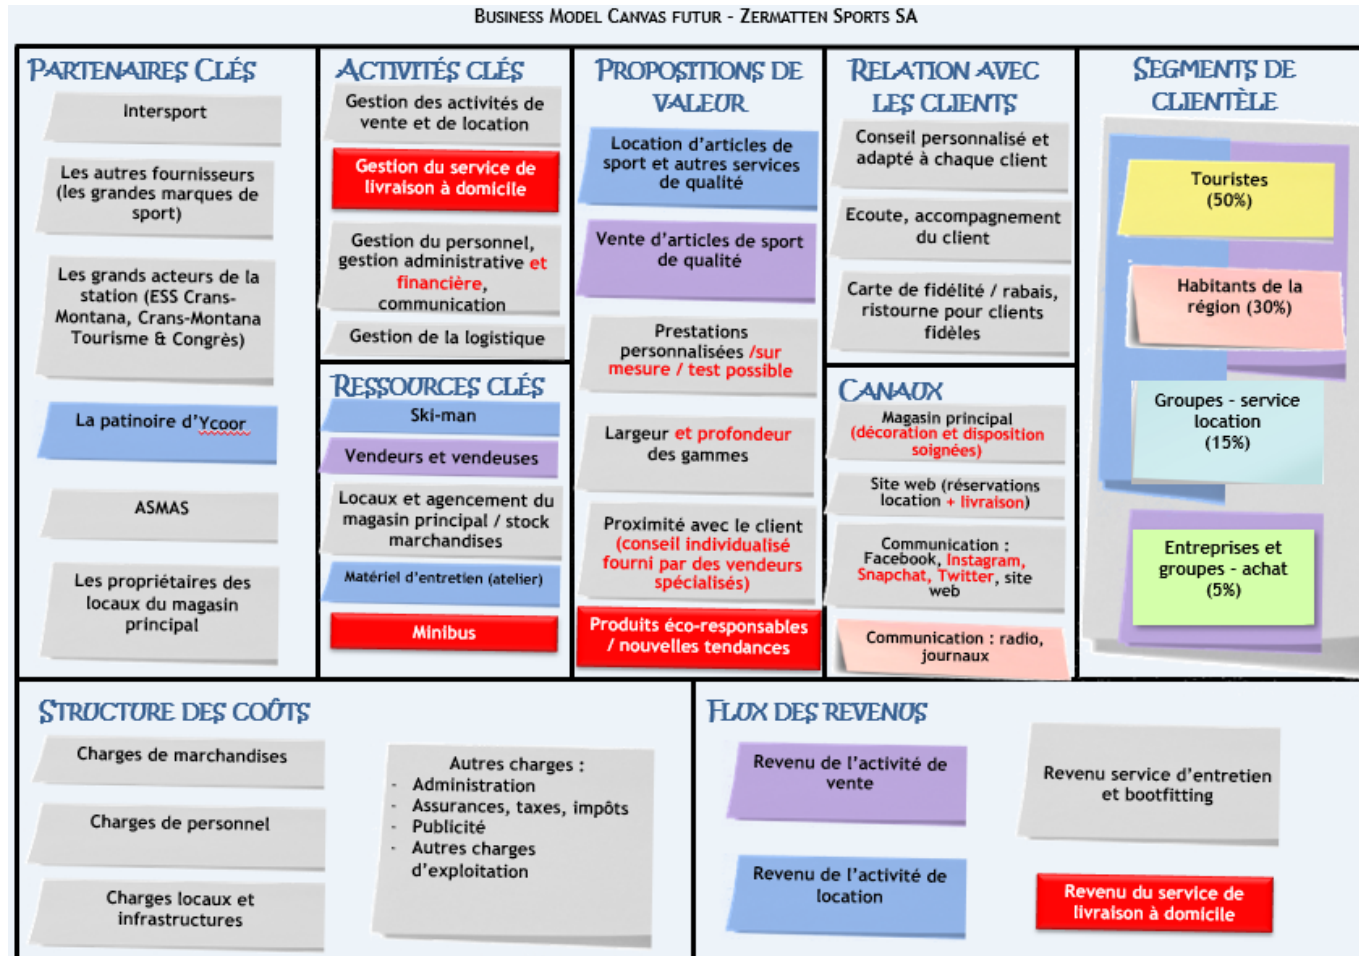 BUSINESS MODEL CANVAS FUTUR - ZERMATTEN SPORTS SA
PARTENAIRES CLÉS
Intersport
Les autres fournisseurs
(les grandes marques de
sport)
Les grands acteurs de la
station (ESS Crans-
Montana, Crans-Montana
Tourisme & Congrès)
La patinoire d'Ycoor
ASMAS
Les propriétaires des
locaux du magasin
principal
ACTIVITÉS CLÉS
Gestion des activités de
vente et de location
Gestion du service de
livraison à domicile
Gestion du personnel,
gestion administrative et
financière,
communication
Gestion de la logistique
RESSOURCES CLÉS
Ski-man
Vendeurs et vendeuses
Locaux et agencement du
magasin principal / stock
marchandises
Matériel d'entretien (atelier)
Minibus
PROPOSITIONS DE
VALEUR
Location d'articles de
sport et autres services
de qualité
Vente d'articles de sport
de qualité
Prestations
personnalisées /sur
mesure / test possible
Largeur et profondeur
des gammes
Proximité avec le client
(conseil individualisé
fourni par des vendeurs
spécialisés)
Produits éco-responsables
/ nouvelles tendances
RELATION AVEC
LES CLIENTS
Conseil personnalisé et
adapté à chaque client
Ecoute, accompagnement
du client
Carte de fidélité / rabais,
ristourne pour clients
fidèles
CANAUX
Magasin principal
(décoration et disposition
soignées)
Site web (réservations
location + livraison)
Communication :
Facebook, Instagram,
Snapchat, Twitter, site
web
Communication : radio,
journaux
SEGMENTS DE
CLIENTÈLE
Touristes
(50%)
Habitants de la
région (30%)
Groupes - service
location
(15%)
Entreprises et
groupes - achat
(5%)
STRUCTURE DES COÛTS
Charges de marchandises
Charges de personnel
Charges locaux et
infrastructures
Autres charges :
- Administration
- Assurances, taxes, impôts
- Publicité
- Autres charges
d'exploitation
FLUX DES REVENUS
Revenu de l'activité de
vente
Revenu de l'activité de
location
Revenu service d'entretien
et bootfitting
Revenu du service de
livraison à domicile